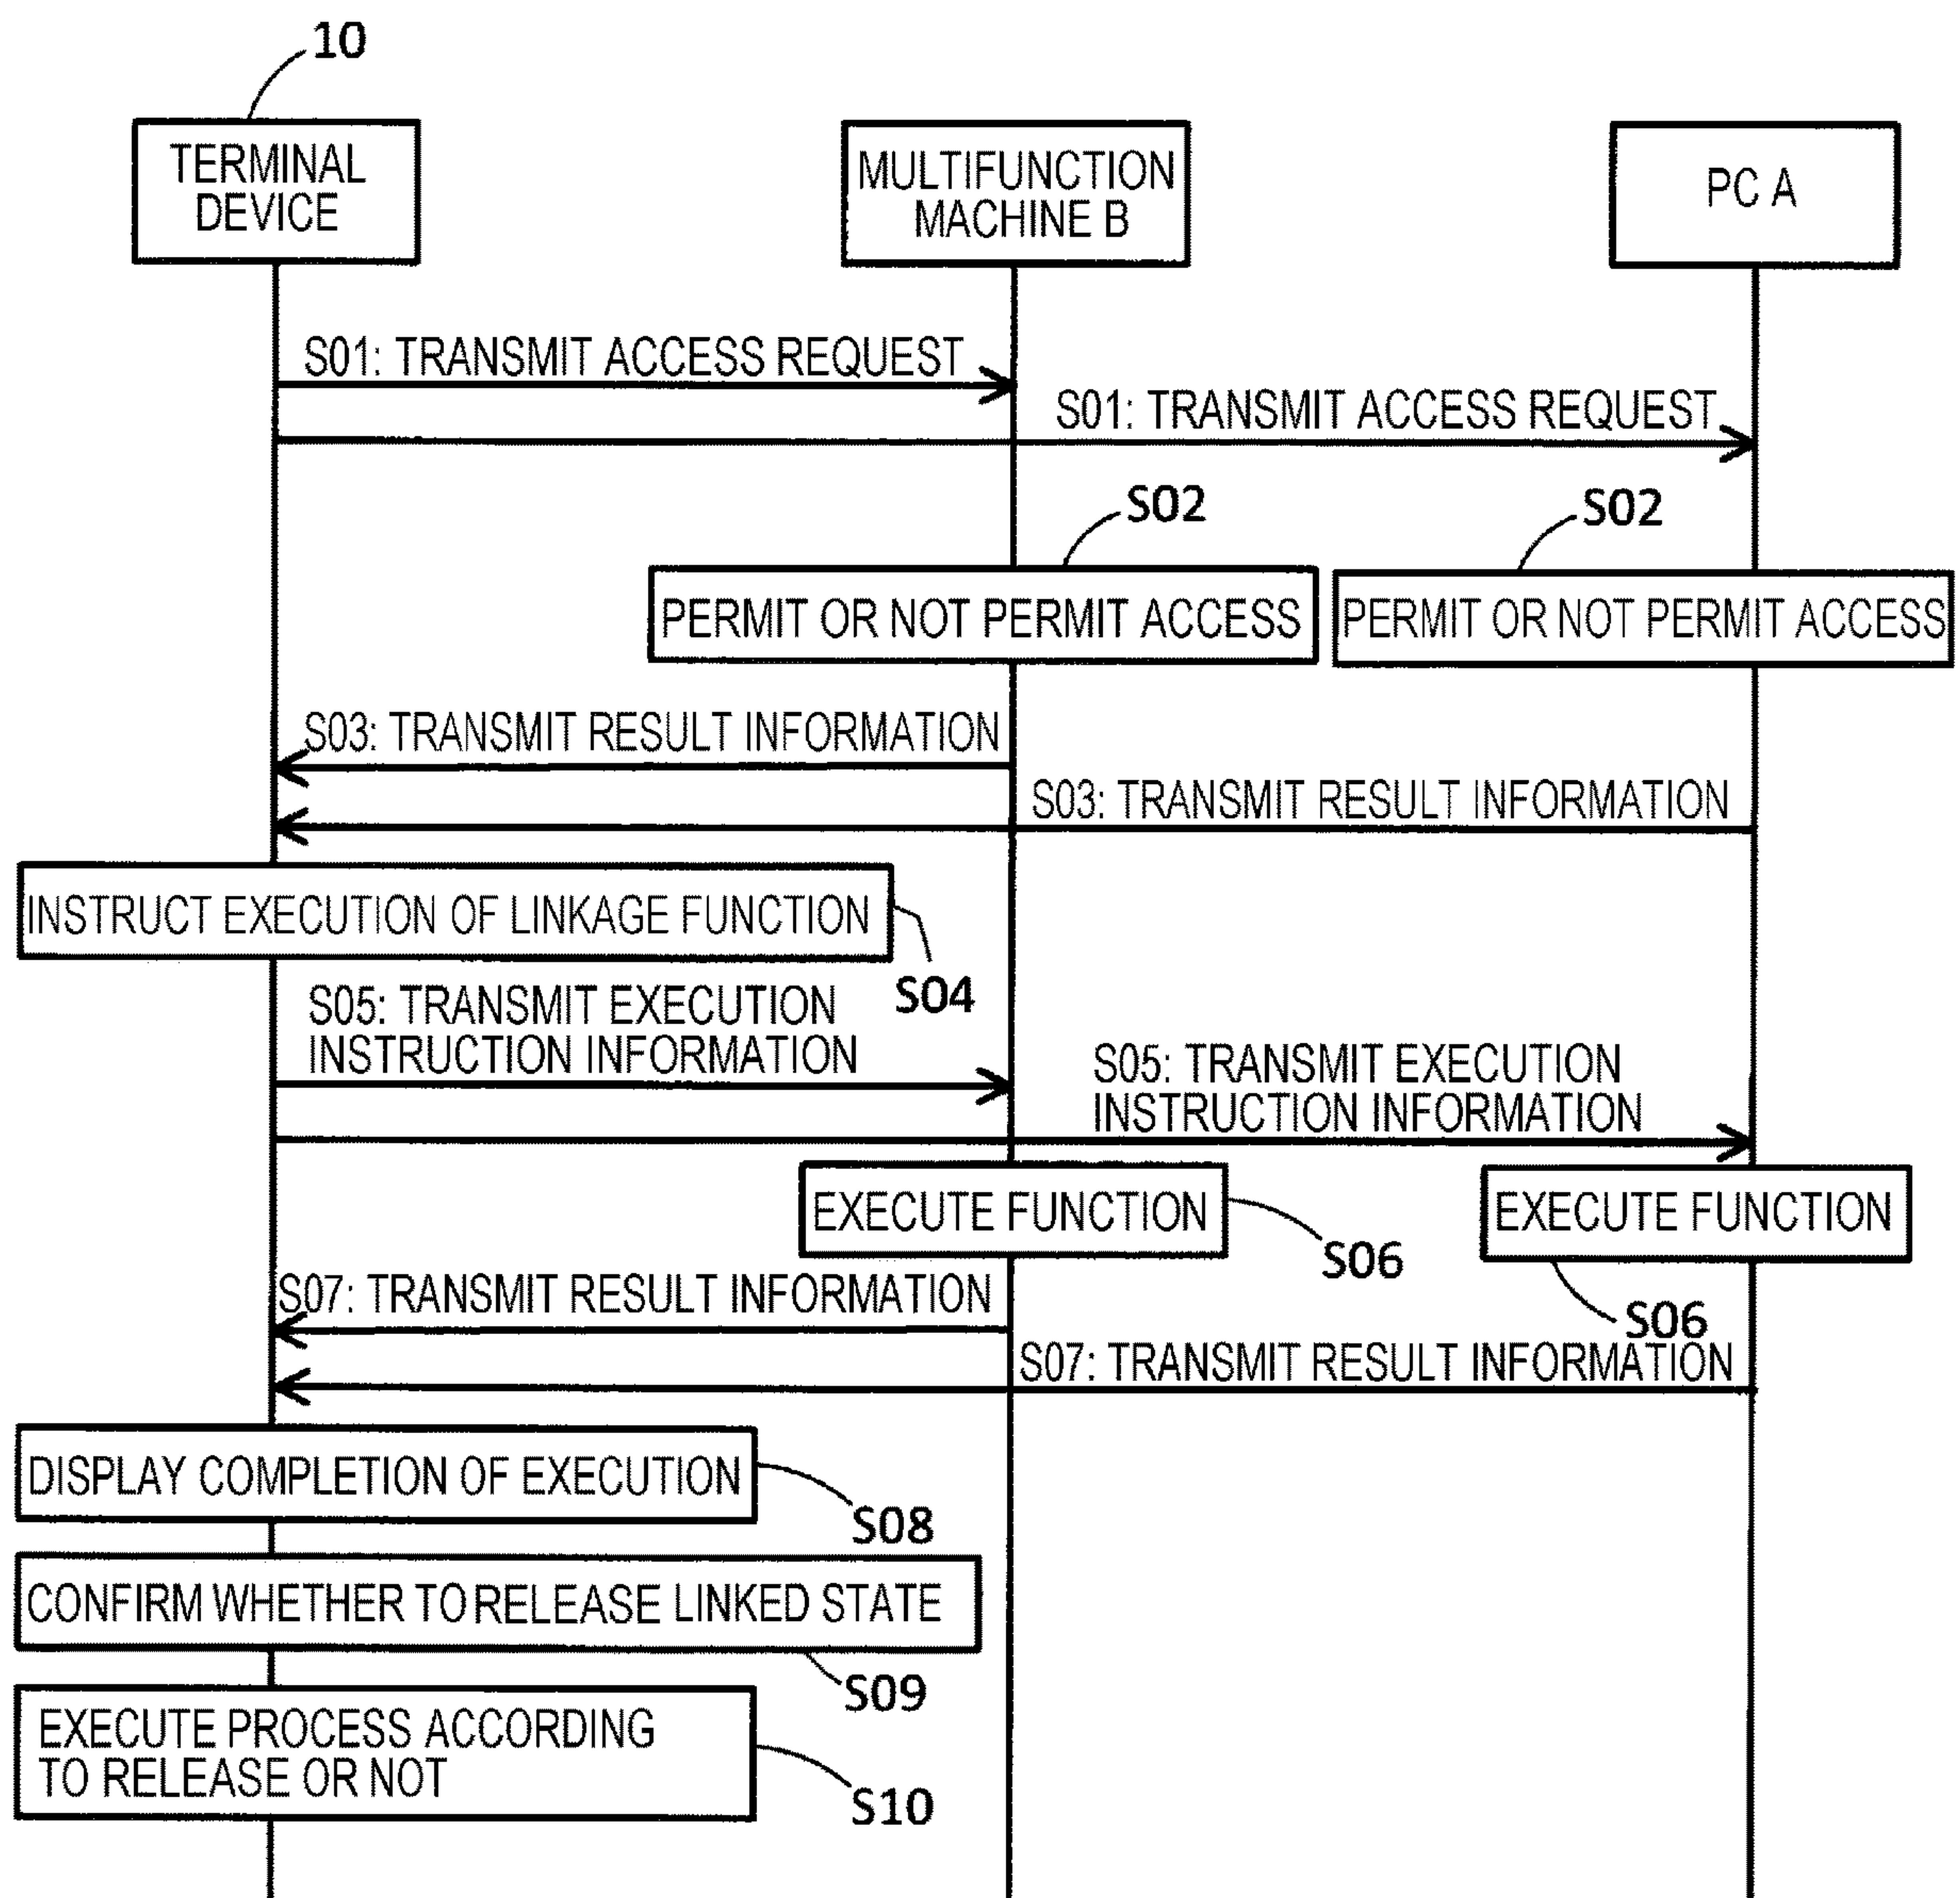 10
TERMINAL
DEVICE
MULTIFUNCTION
MACHINE B
PC A
S01: TRANSMIT ACCESS REQUEST
S01: TRANSMIT ACCESS REQUEST
S02
S02
PERMIT OR NOT PERMIT ACCESS
PERMIT OR NOT PERMIT ACCESS
S03: TRANSMIT RESULT INFORMATION
S03: TRANSMIT RESULT INFORMATION
INSTRUCT EXECUTION OF LINKAGE FUNCTION
S04
S05: TRANSMIT EXECUTION
INSTRUCTION INFORMATION
S05: TRANSMIT EXECUTION
INSTRUCTION INFORMATION
EXECUTE FUNCTION
EXECUTE FUNCTION
S06
S06
S07: TRANSMIT RESULT INFORMATION
S07: TRANSMIT RESULT INFORMATION
DISPLAY COMPLETION OF EXECUTION
S08
CONFIRM WHETHER TO RELEASE LINKED STATE
S09
EXECUTE PROCESS ACCORDING
TO RELEASE OR NOT
S10